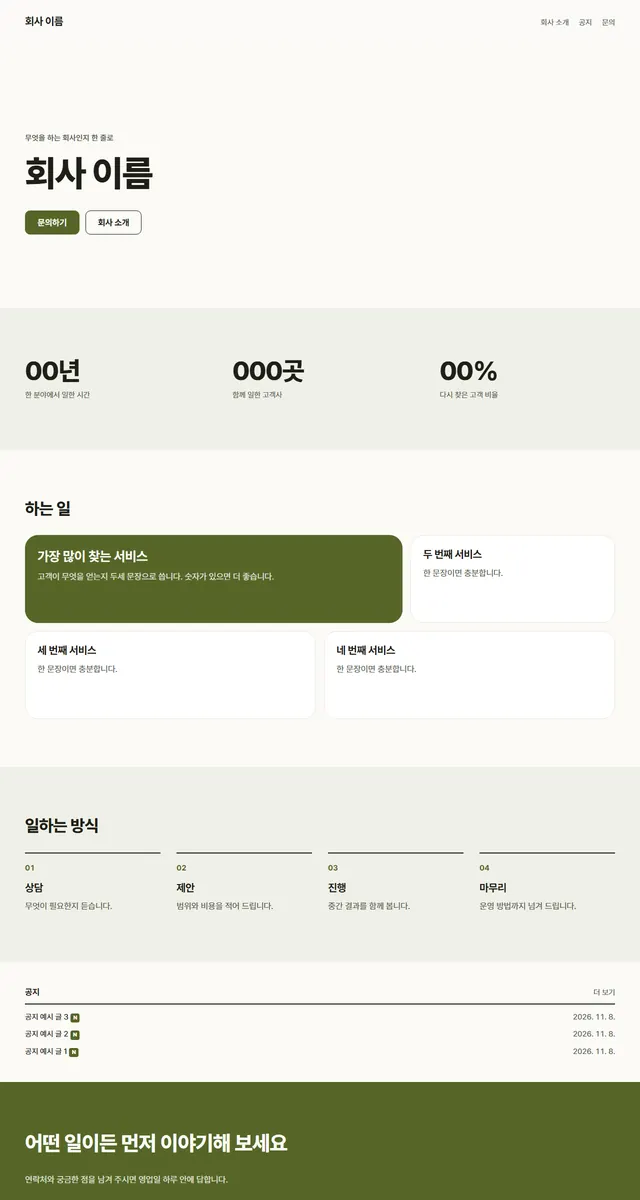 회사 이름
회사 소개 공지 문의
무엇을 하는 회사인지 한 줄로
회사 이름
문의하기 회사 소개
00년 000곳 00%
한 분야에서 일한 시간 함께 일한 고객사 다시 찾은 고객 비율
하는 일
가장 많이 찾는 서비스
고객이 무엇을 얻는지 두세 문장으로 씁니다. 숫자가 있으면 더 좋습니다.
두 번째 서비스
한 문장이면 충분합니다.
세 번째 서비스
한 문장이면 충분합니다.
네 번째 서비스
한 문장이면 충분합니다.
일하는 방식
01
상담
무엇이 필요한지 듣습니다.
02
제안
범위와 비용을 적어 드립니다.
03
진행
중간 결과를 함께 봅니다.
04
마무리
운영 방법까지 넘겨 드립니다.
공지 더 보기
공지 예시 글 3 N 2026. 11. 8.
공지 예시 글 2 N 2026. 11. 8.
공지 예시 글 1 N 2026. 11. 8.
어떤 일이든 먼저 이야기해 보세요
연락처와 궁금한 점을 남겨 주시면 영업일 하루 안에 답합니다.